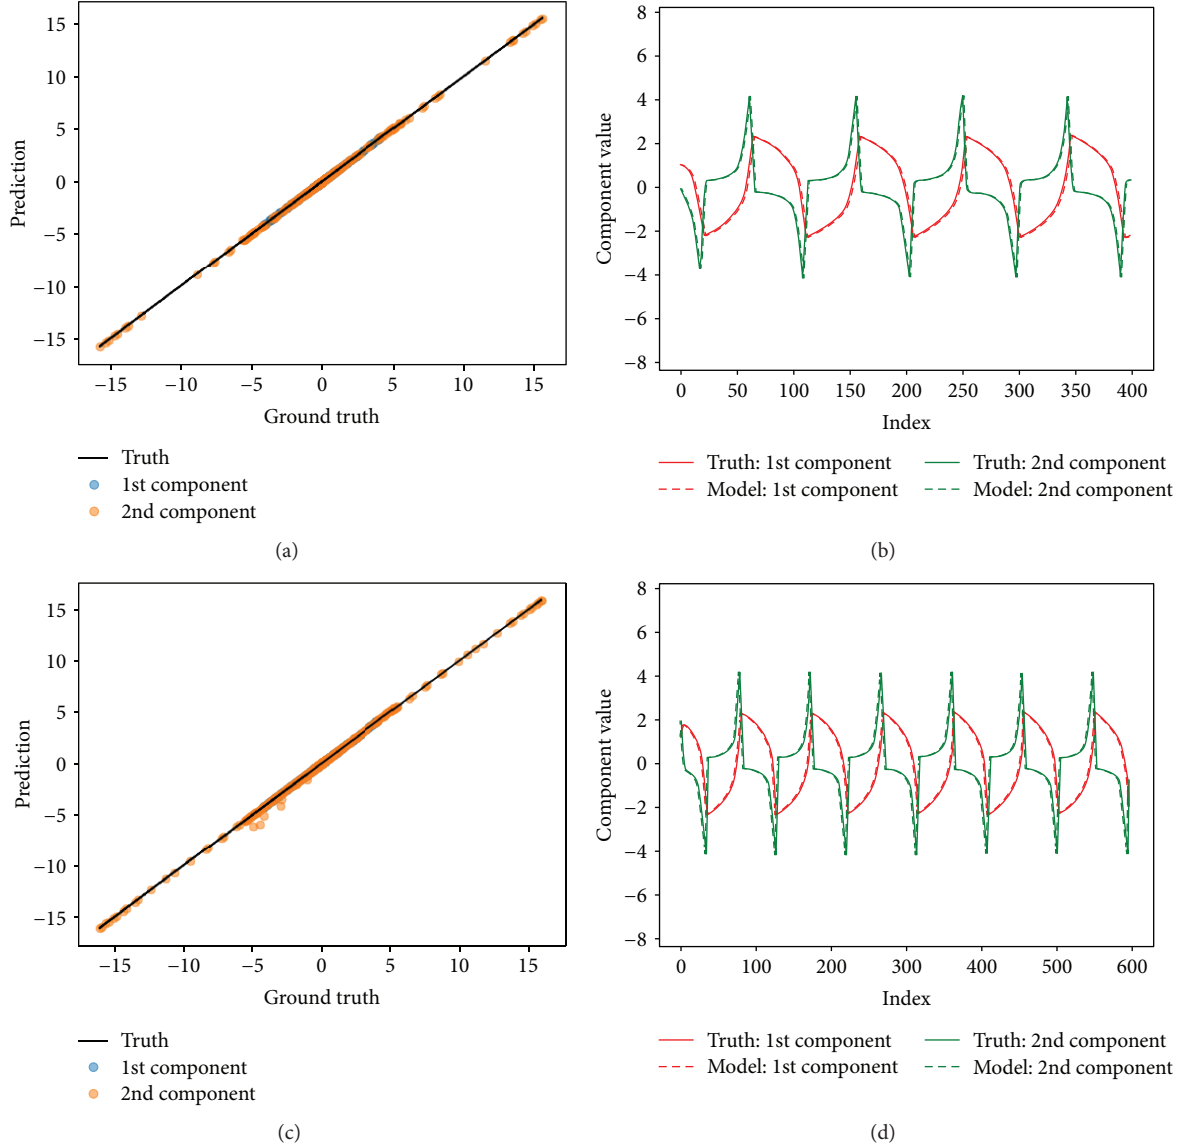 15
10
5
0
−5
−10
−15
Prediction
−15 −10 −5 0 5 10 15
Ground truth
Truth
1st component
2nd component
(a)
8
6
4
2
0
−2
−4
−6
−8
Component value
0 50 100 150 200 250 300 350 400
Index
Truth: 1st component Truth: 2nd component
Model: 1st component Model: 2nd component
(b)
15
10
5
0
−5
−10
−15
Prediction
−15 −10 −5 0 5 10 15
Ground truth
Truth
1st component
2nd component
(c)
8
6
4
2
0
−2
−4
−6
−8
Component value
0 100 200 300 400 500 600
Index
Truth: 1st component Truth: 2nd component
Model: 1st component Model: 2nd component
(d)